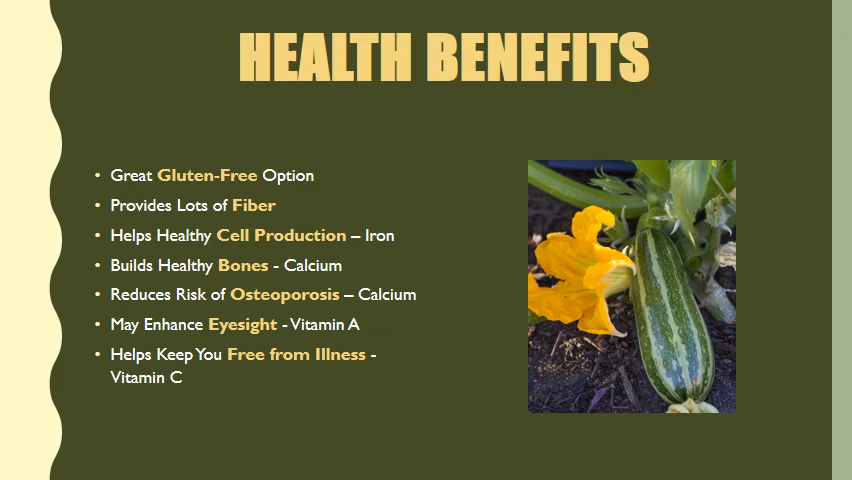 HEALTH BENEFITS
• Great Gluten-Free Option
• Provides Lots of Fiber
• Helps Healthy Cell Production – Iron
• Builds Healthy Bones - Calcium
• Reduces Risk of Osteoporosis – Calcium
• May Enhance Eyesight - Vitamin A
• Helps Keep You Free from Illness -
Vitamin C